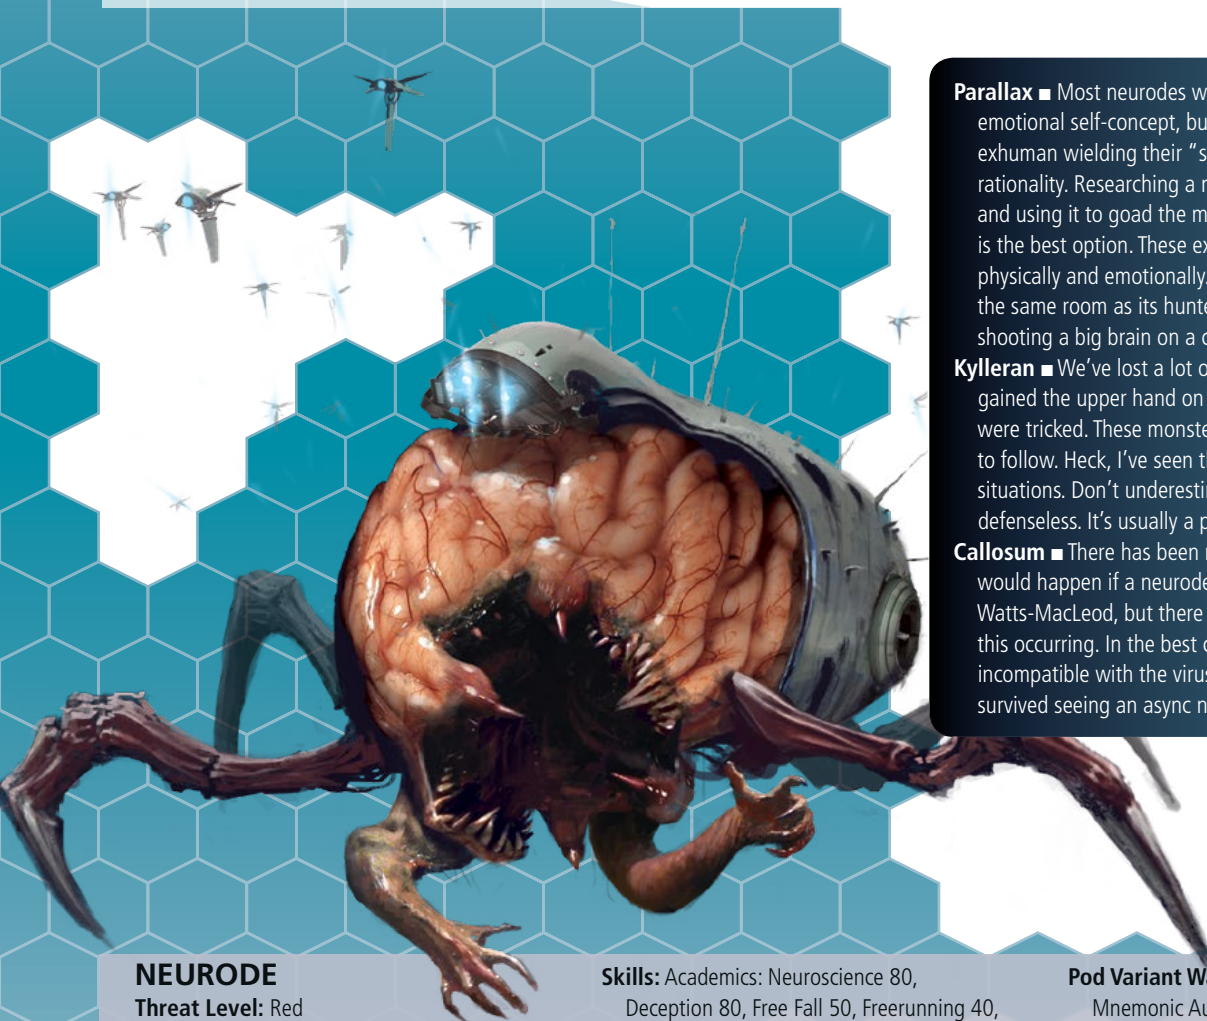 Parallax ■ Most neurodes w
emotional self-concept, bu
exhuman wielding their "s
rationality. Researching a
and using it to goad the m
is the best option. These ex
physically and emotionally.
the same room as its hunte
shooting a big brain on a
Kylleran ■ We've lost a lot o
gained the upper hand on
were tricked. These monste
to follow. Heck, I've seen t
situations. Don't underesti
defenseless. It's usually a p
Callosum ■ There has been
would happen if a neurode
Watts-MacLeod, but there
this occurring. In the best
incompatible with the virus
survived seeing an async n
NEURODE
Threat Level: Red
Skills: Academics: Neuroscience 80,
Deception 80, Free Fall 50, Freerunning 40,
Pod Variant Wa
Mnemonic Au